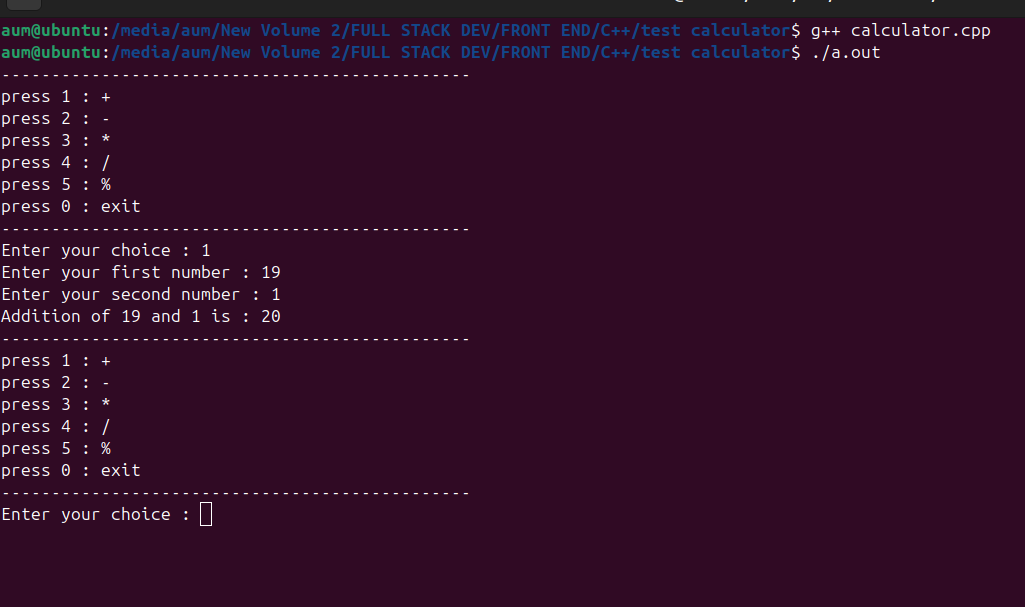 aum@ubuntu:/media/aum/New Volume 2/FULL STACK DEV/FRONT END/C++/test calculator$ g++ calculator.cpp
aum@ubuntu:/media/aum/New Volume 2/FULL STACK DEV/FRONT END/C++/test calculator$ ./a.out
-----------------------------------------------
press 1 : +
press 2 : -
press 3 : *
press 4 : /
press 5 : %
press 0 : exit
-----------------------------------------------
Enter your choice : 1
Enter your first number : 19
Enter your second number : 1
Addition of 19 and 1 is : 20
-----------------------------------------------
press 1 : +
press 2 : -
press 3 : *
press 4 : /
press 5 : %
press 0 : exit
-----------------------------------------------
Enter your choice :